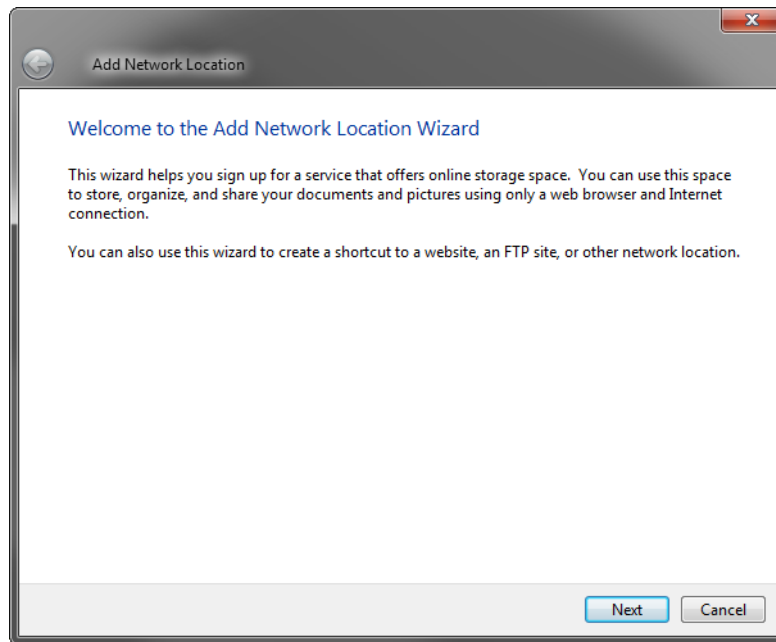 Add Network Location
Welcome to the Add Network Location Wizard
This wizard helps you sign up for a service that offers online storage space.  You can use this space
to store, organize, and share your documents and pictures using only a web browser and Internet
connection.
You can also use this wizard to create a shortcut to a website, an FTP site, or other network location.
Next
Cancel